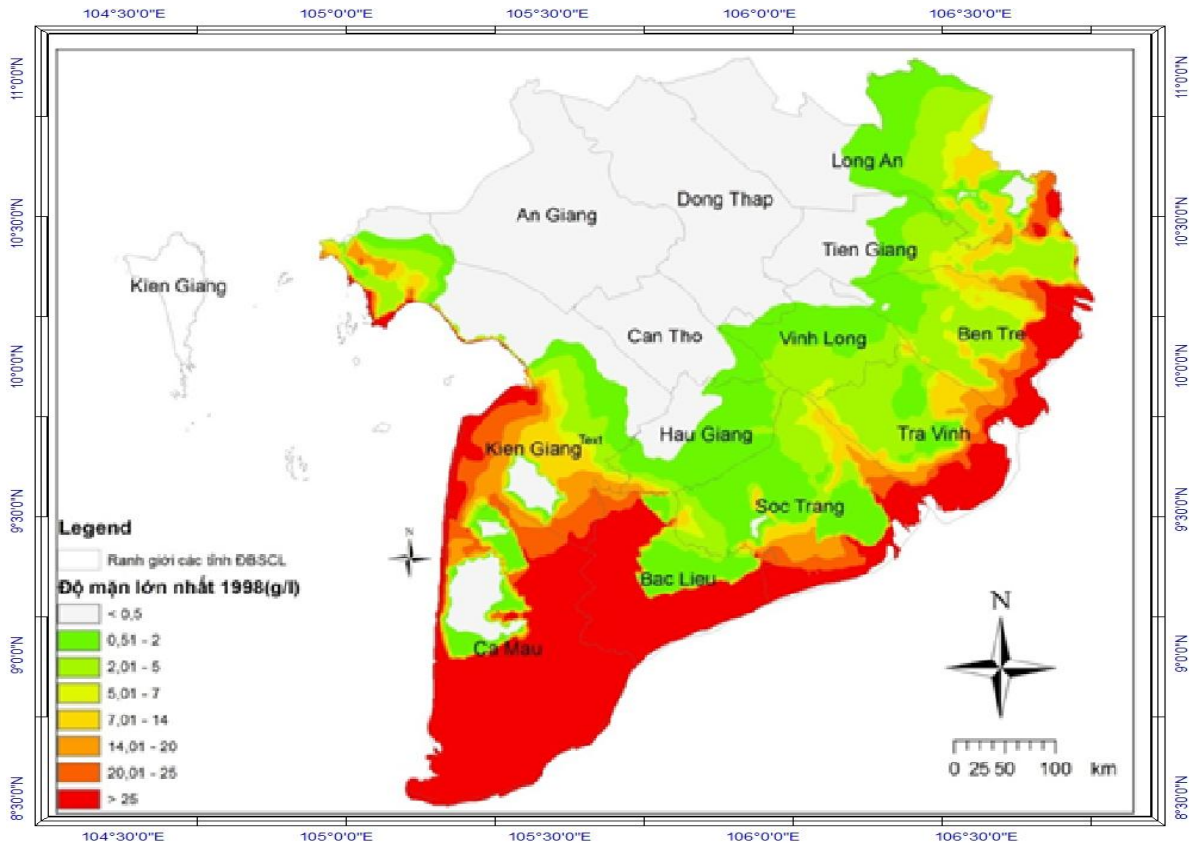 104°30'0"E 105°0'0"E 105°30'0"E 106°0'0"E 106°30'0"E
11°0'0"N
11°0'0"N
Long An
Dong Thap
An Giang
10°30'0"N
10°30'0"N
Tien Giang
Kien Giang
Can Tho
Vinh Long
Ben Tre
10°0'0"N
10°0'0"N
Hau Giang
Tra Vinh
Kien Giang
Text
Soc Trang
9°30'0"N
9°30'0"N
Bac Lieu
Ca Mau
9°0'0"N
9°0'0"N
8°30'0"N
8°30'0"N
N
Legend
Ranh giới các tỉnh ĐBSCL
Độ mặn lớn nhất 1998(g/l)
< 0,5
0,51 - 2
2,01 - 5
5,01 - 7
7,01 - 14
14,01 - 20
20,01 - 25
> 25
N
0 25 50 100 km
104°30'0"E 105°0'0"E 105°30'0"E 106°0'0"E 106°30'0"E